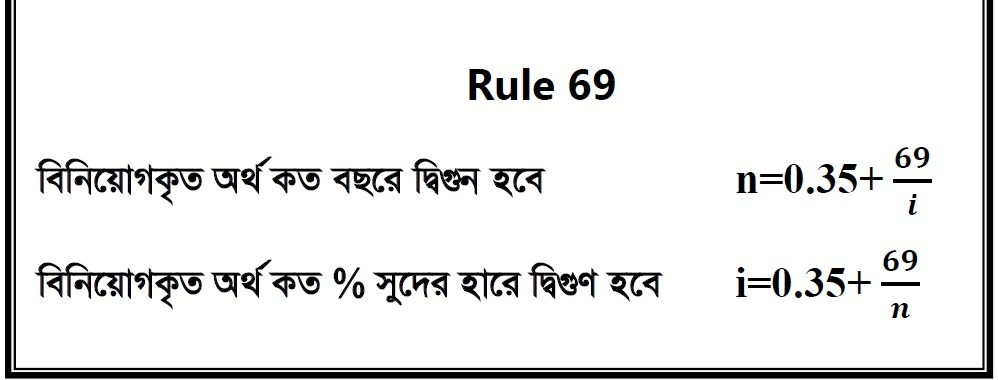 Rule 69
বিনিয়োগকৃত অর্থ কত বছরে দ্বিগুন হবে n=0.35+ 69/i
বিনিয়োগকৃত অর্থ কত % সুদের হারে দ্বিগুণ হবে i=0.35+ 69/n